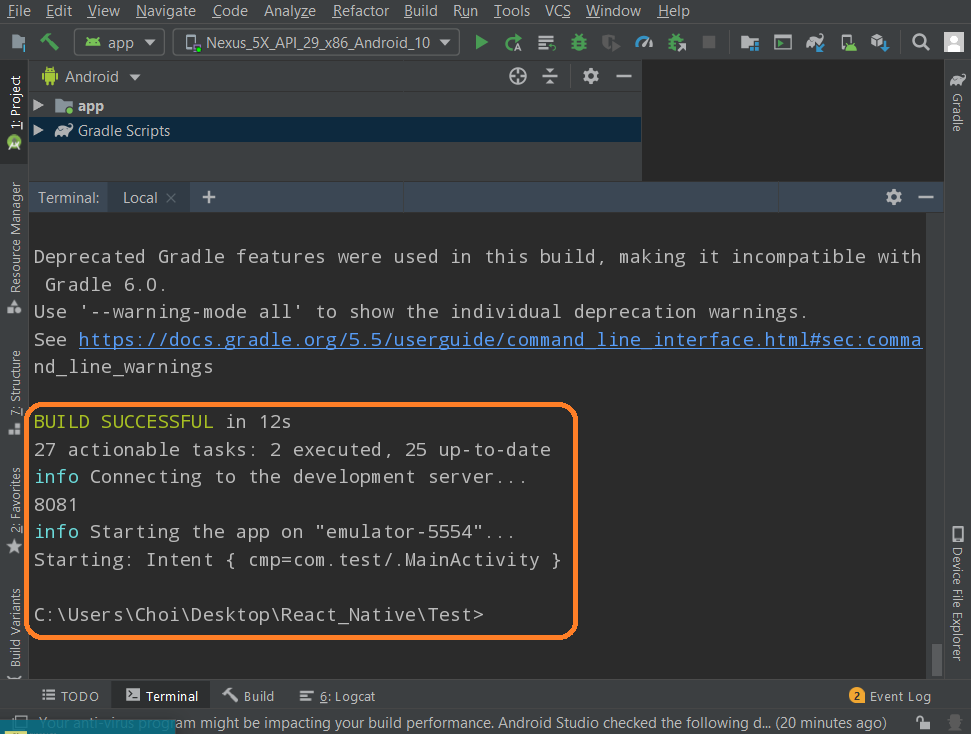 File Edit View Navigate Code Analyze Refactor Build Run Tools VCS Window Help
app Nexus_5X_API_29_x86_Android_10
Android
app
Gradle Scripts
1: Project
Resource Manager
7: Structure
2: Favorites
Build Variants
Gradle
Device File Explorer
Terminal: Local
Deprecated Gradle features were used in this build, making it incompatible with
Gradle 6.0.
Use '--warning-mode all' to show the individual deprecation warnings.
See https://docs.gradle.org/5.5/userguide/command_line_interface.html#sec:comma
nd_line_warnings
BUILD SUCCESSFUL in 12s
27 actionable tasks: 2 executed, 25 up-to-date
info Connecting to the development server...
8081
info Starting the app on "emulator-5554"...
Starting: Intent { cmp=com.test/.MainActivity }
C:\Users\Choi\Desktop\React_Native\Test>
TODO Terminal Build 6: Logcat 2 Event Log
Your anti-virus program might be impacting your build performance. Android Studio checked the following d... (20 minutes ago)